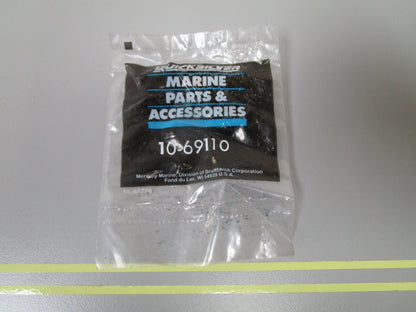 QUICKSILVER
MARINE
PARTS &
ACCESSORIES
10-69110
Mercury Marine, Division of Brunswick Corporation
Fond du Lac, WI 54935 U.S.A.